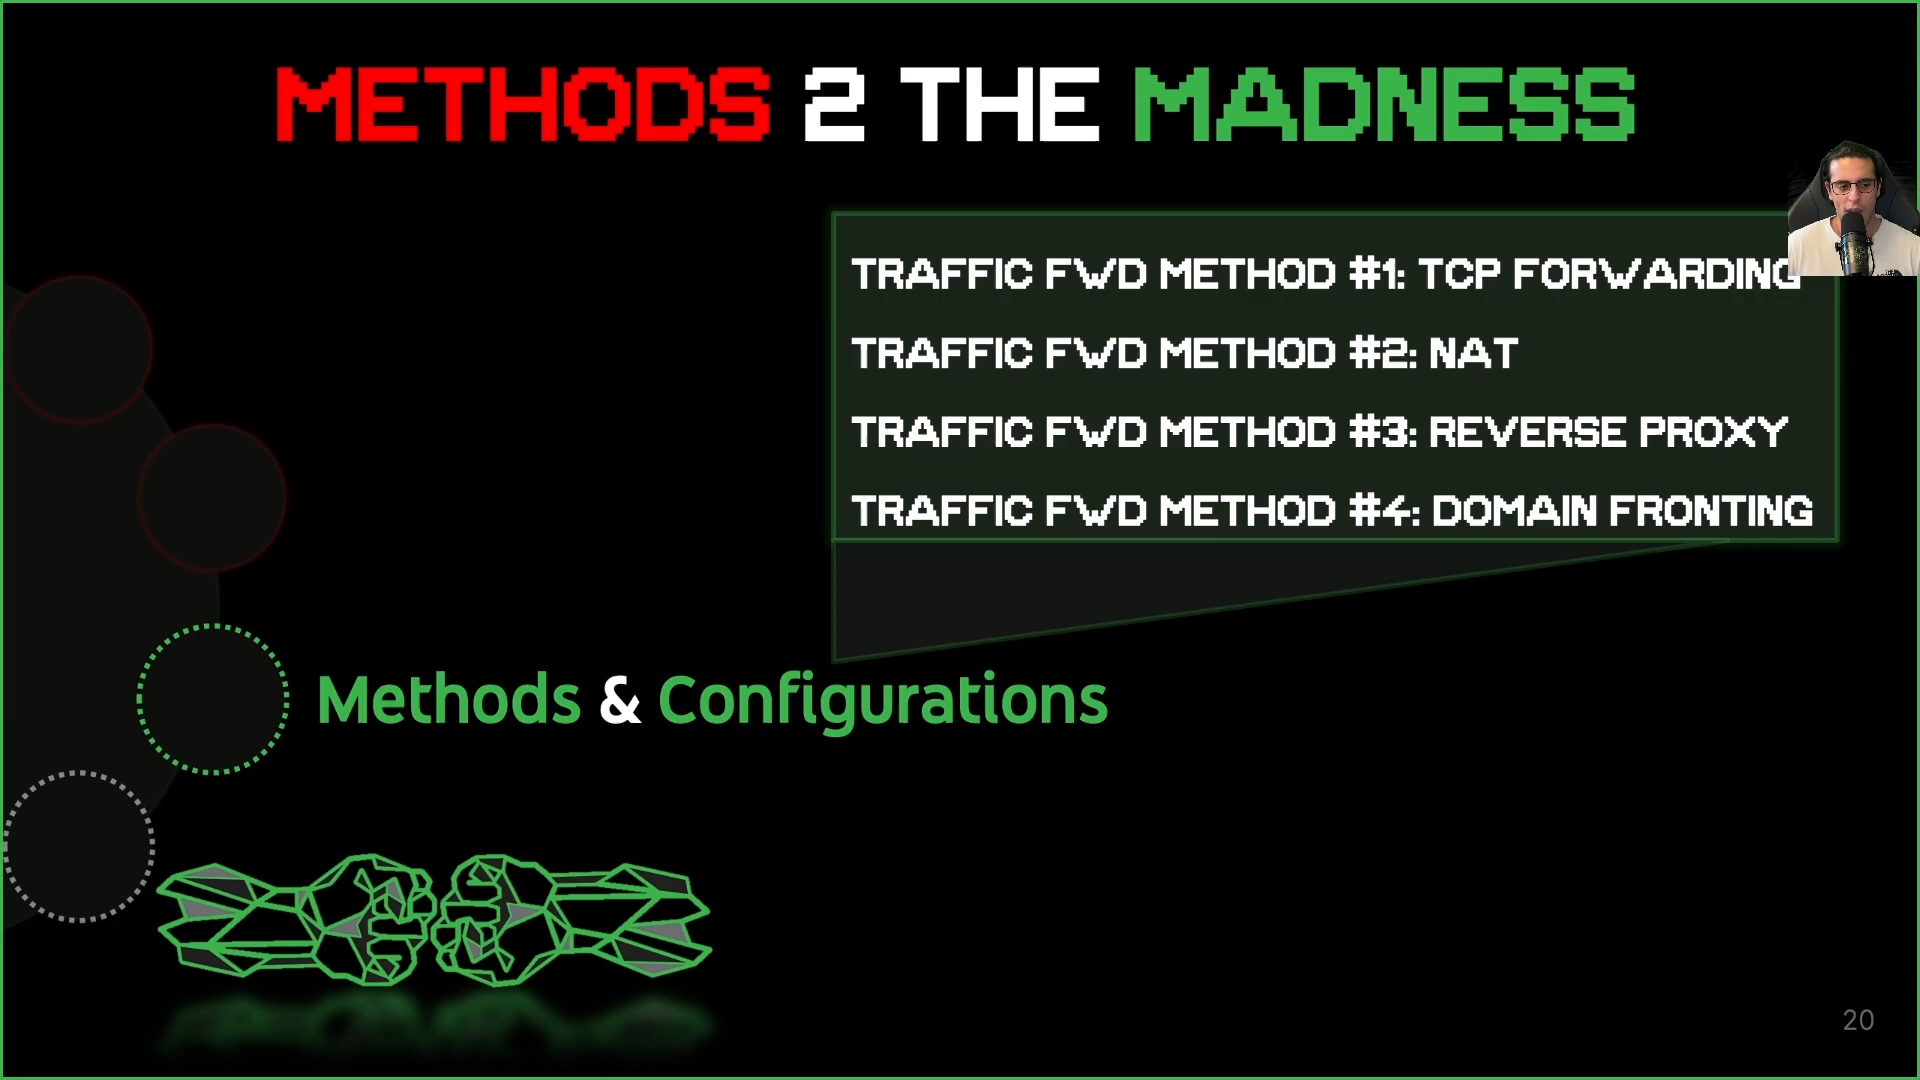 METHODS 2 THE MADNESS
TRAFFIC FWD METHOD #1: TCP FORWARDING
TRAFFIC FWD METHOD #2: NAT
TRAFFIC FWD METHOD #3: REVERSE PROXY
TRAFFIC FWD METHOD #4: DOMAIN FRONTING
Methods & Configurations
20